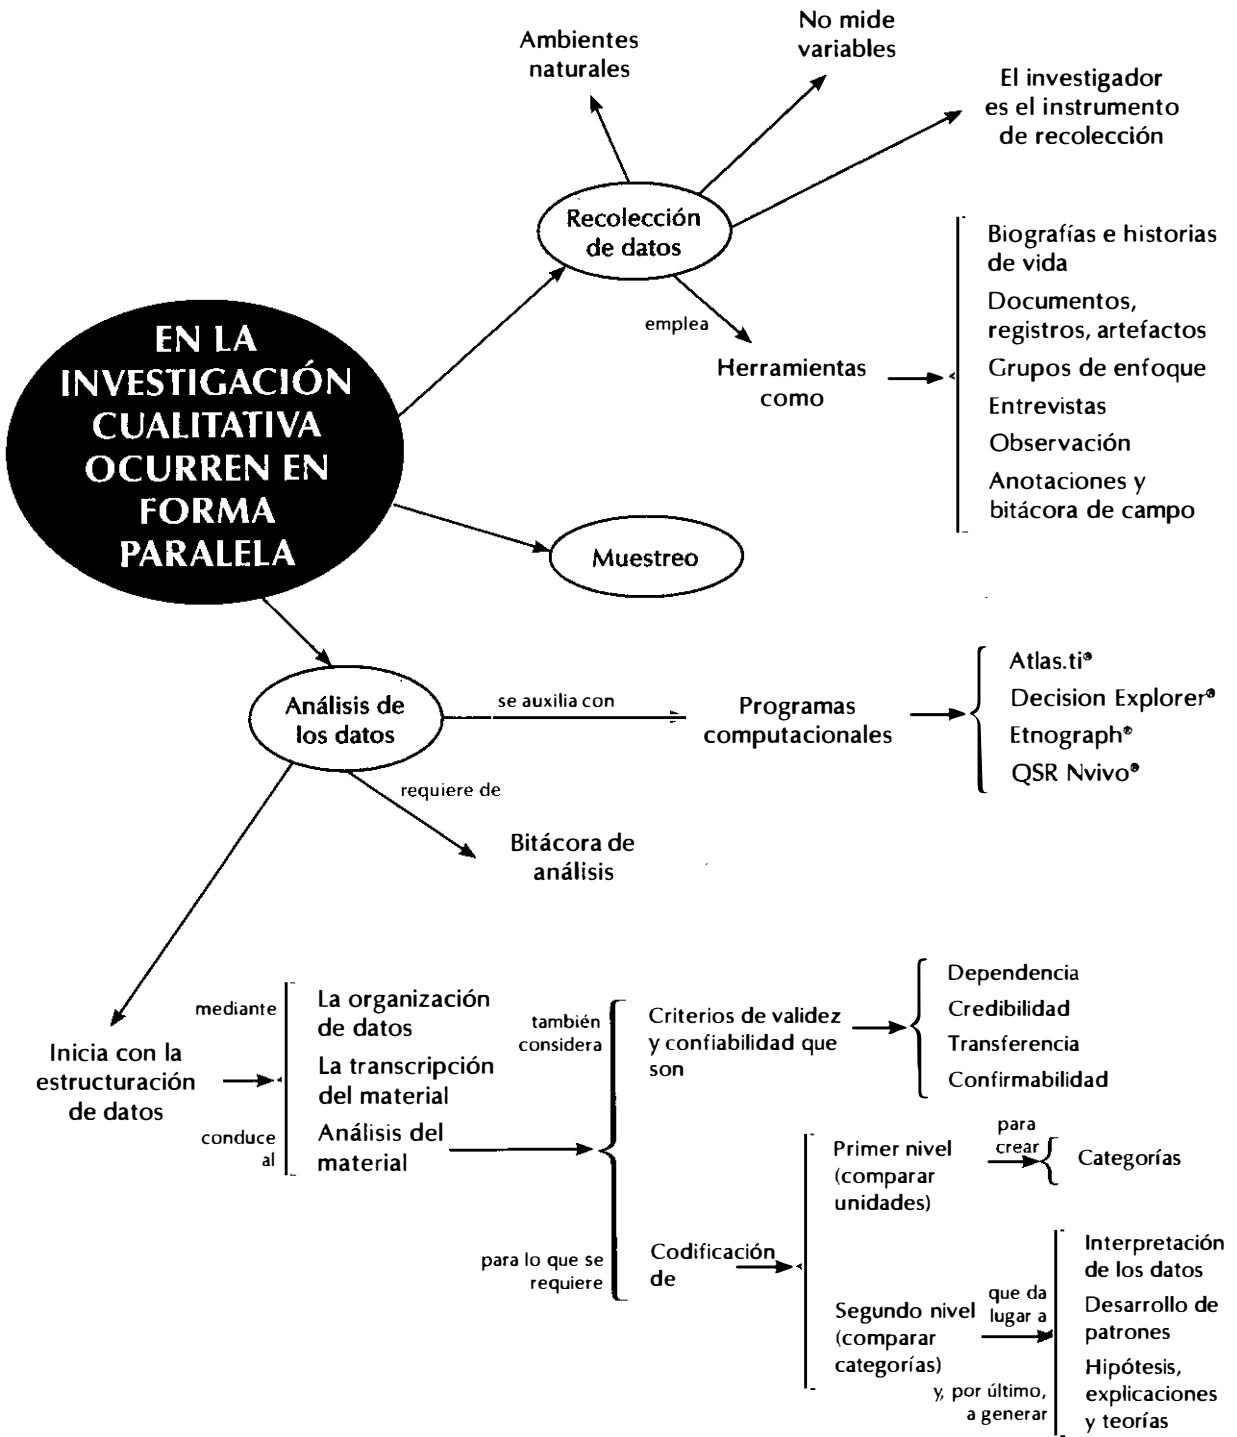 Ambientes
naturales
No mide
variables
El investigador
es el instrumento
de recolección
Recolección
de datos
emplea
Herramientas
como
Biografías e historias
de vida
Documentos,
registros, artefactos
Grupos de enfoque
Entrevistas
Observación
Anotaciones y
bitácora de campo
EN LA
INVESTIGACIÓN
CUALITATIVA
OCURREN EN
FORMA
PARALELA
Muestreo
Análisis de
los datos
se auxilia con
Programas
computacionales
Atlas.ti®
Decision Explorer®
Etnograph®
QSR Nvivo®
requiere de
Bitácora de
análisis
Inicia con la
estructuración
de datos
mediante
La organización
de datos
La transcripción
del material
conduce
al
Análisis del
material
también
considera
Criterios de validez
y confiabilidad que
son
Dependencia
Credibilidad
Transferencia
Confirmabilidad
para lo que se
requiere
Codificación
de
Primer nivel
(comparar
unidades)
para
crear
Categorías
Segundo nivel
(comparar
categorías)
que da
lugar a
Interpretación
de los datos
Desarrollo de
patrones
y, por último,
a generar
Hipótesis,
explicaciones
y teorías